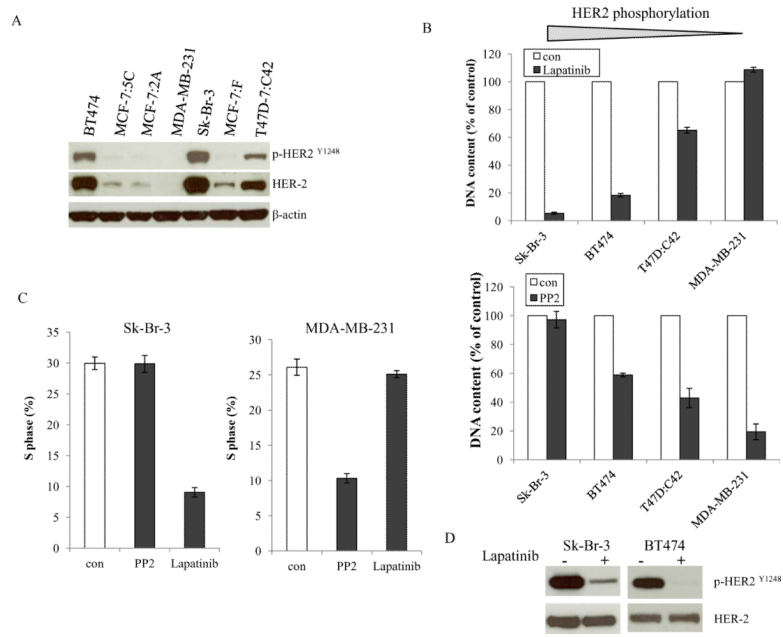 A
BT474
MCF-7:5C
MCF-7:2A
MDA-MB-231
Sk-Br-3
MCF-7:F
T47D-7:C42
p-HER2 Y1248
HER-2
β-actin
B
HER2 phosphorylation
DNA content (% of control)
120
100
80
60
40
20
0
con
Lapatinib
Sk-Br-3
BT474
T47D:C42
MDA-MB-231
DNA content (% of control)
120
100
80
60
40
20
0
con
PP2
Sk-Br-3
BT474
T47D:C42
MDA-MB-231
C
Sk-Br-3
S phase (%)
35
30
25
20
15
10
5
0
con
PP2
Lapatinib
MDA-MB-231
S phase (%)
30
25
20
15
10
5
0
con
PP2
Lapatinib
D
Sk-Br-3
BT474
Lapatinib - + - +
p-HER2 Y1248
HER-2